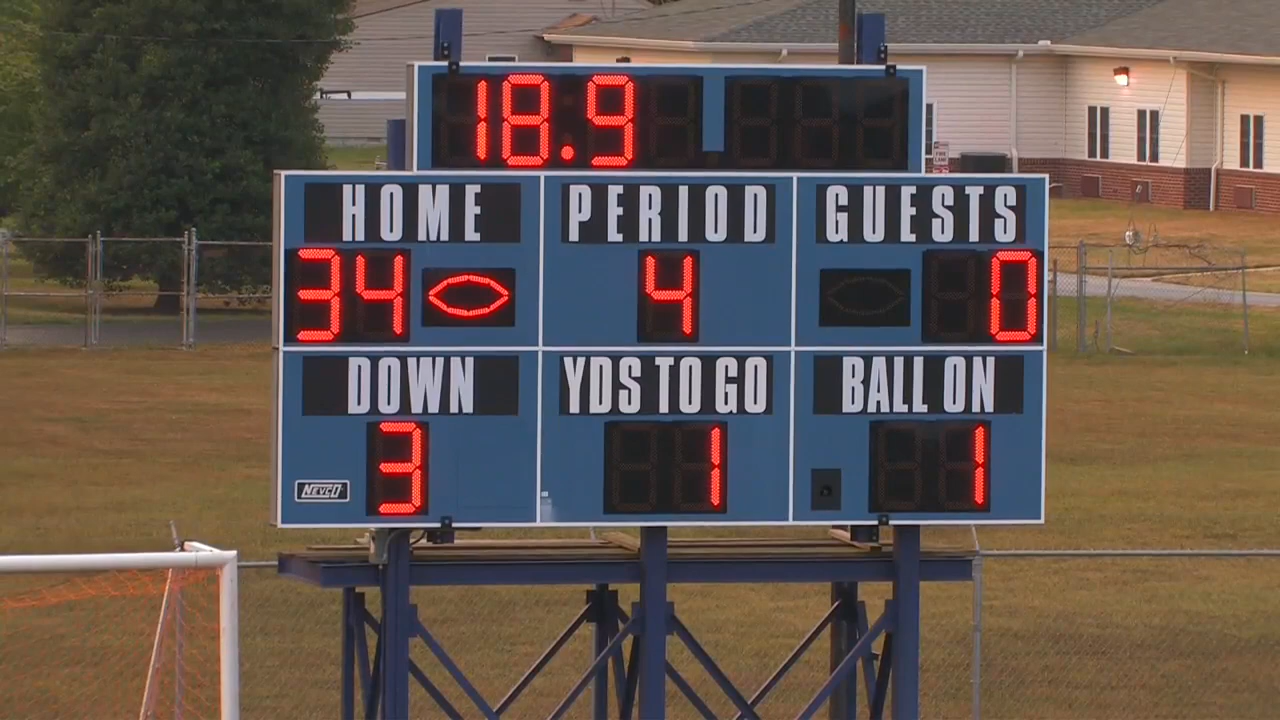 18.9
HOME PERIOD GUESTS
34 4 0
DOWN YDS TO GO BALL ON
3 1 1
NEVCO